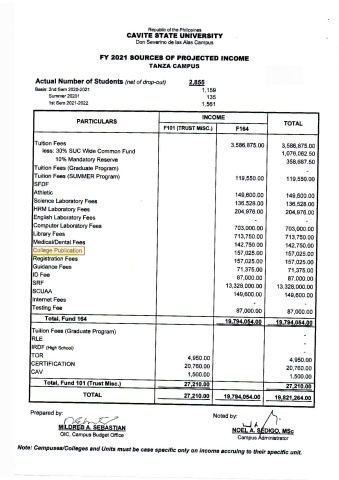 Republic of the Philippines
CAVITE STATE UNIVERSITY
Don Severino de las Alas Campus
FY 2021 SOURCES OF PROJECTED INCOME
TANZA CAMPUS
Actual Number of Students (net of drop-out) 2,855
Basis: 2nd Sem 2020-2021 1,159
Summer 20201 135
1st Sem 2021-2022 1,561
PARTICULARS INCOME TOTAL
F101 (TRUST MISC.) F164
Tuition Fees 3,586,875.00 3,586,875.00
less: 30% SUC Wide Common Fund 1,076,062.50
10% Mandatory Reserve 358,687.50
Tuition Fees (Graduate Program)
Tuition Fees (SUMMER Program) 119,550.00 119,550.00
SFDF
Athletic 149,600.00 149,600.00
Science Laboratory Fees 136,528.00 136,528.00
HRM Laboratory Fees 204,976.00 204,976.00
English Laboratory Fees - -
Computer Laboratory Fees 703,000.00 703,000.00
Library Fees 713,750.00 713,750.00
Medical/Dental Fees 142,750.00 142,750.00
College Publication 157,025.00 157,025.00
Registration Fees 157,025.00 157,025.00
Guidance Fees 71,375.00 71,375.00
ID Fee 87,000.00 87,000.00
SRF 13,328,000.00 13,328,000.00
SCUAA 149,600.00 149,600.00
Internet Fees - -
Testing Fee 87,000.00 87,000.00
Total, Fund 164 19,794,054.00 19,794,054.00
Tuition Fees (Graduate Program)
RLE
IRDF (High School)
TOR 4,950.00 4,950.00
CERTIFICATION 20,760.00 20,760.00
CAV 1,500.00 1,500.00
Total, Fund 101 (Trust Misc.) 27,210.00 27,210.00
TOTAL 27,210.00 19,794,054.00 19,821,264.00
Prepared by: Noted by:
MILDRED A. SEBASTIAN NOEL A. SEDIGO, MSc
OIC, Campus Budget Office Campus Administrator
Note: Campuses/Colleges and Units must be case specific only on income accruing to their specific unit.